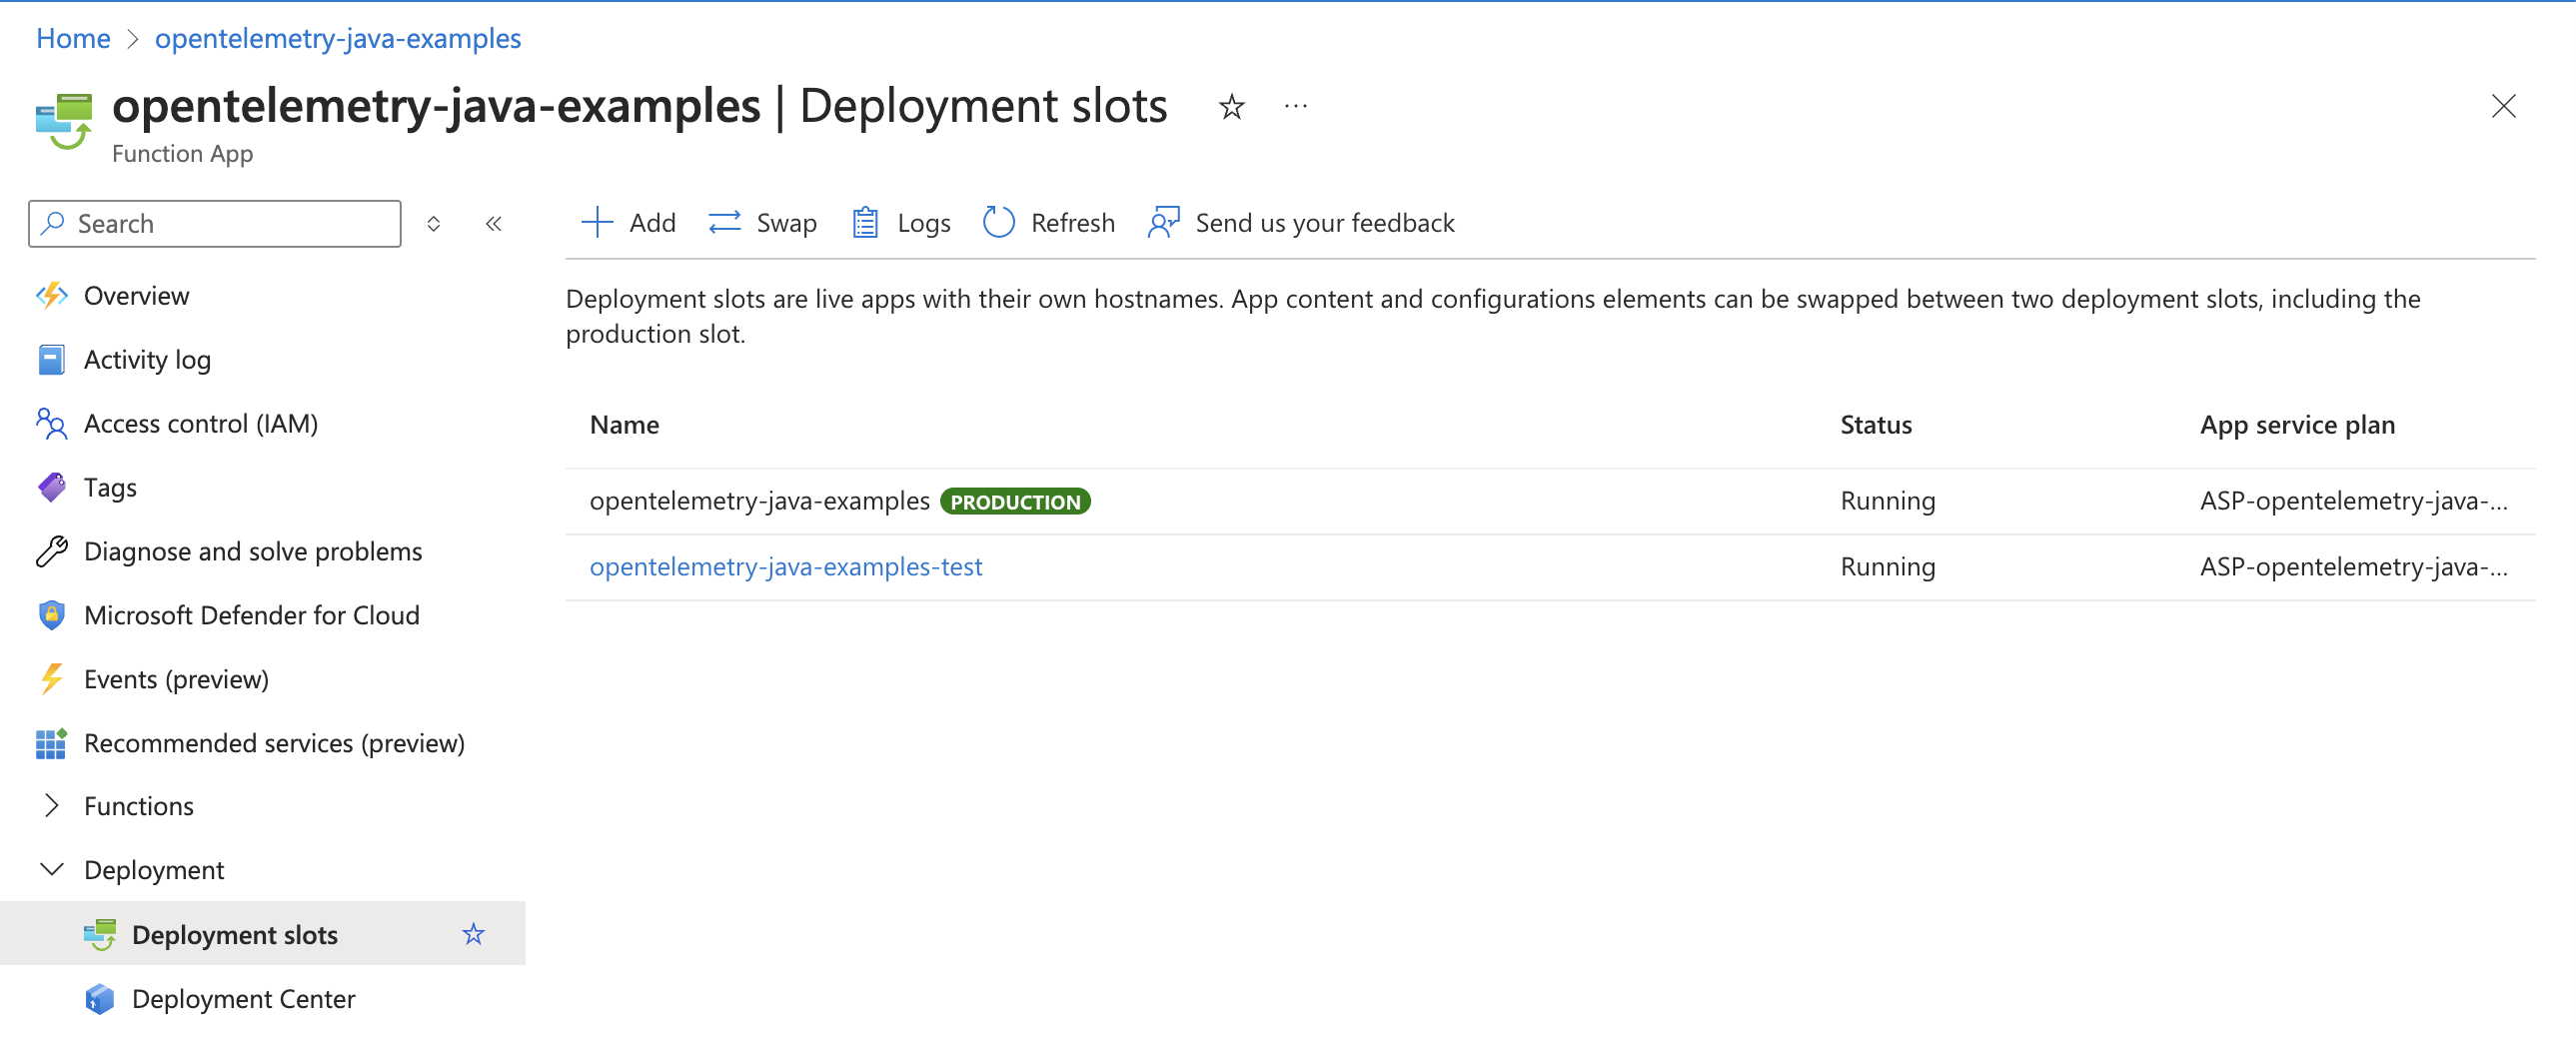 Home > opentelemetry-java-examples
opentelemetry-java-examples | Deployment slots
Function App
Search
Add Swap Logs Refresh Send us your feedback
Overview
Activity log
Access control (IAM)
Tags
Diagnose and solve problems
Microsoft Defender for Cloud
Events (preview)
Recommended services (preview)
Functions
Deployment
Deployment slots
Deployment Center
Deployment slots are live apps with their own hostnames. App content and configurations elements can be swapped between two deployment slots, including the
production slot.
Name Status App service plan
opentelemetry-java-examples PRODUCTION Running ASP-opentelemetry-java-...
opentelemetry-java-examples-test Running ASP-opentelemetry-java-...